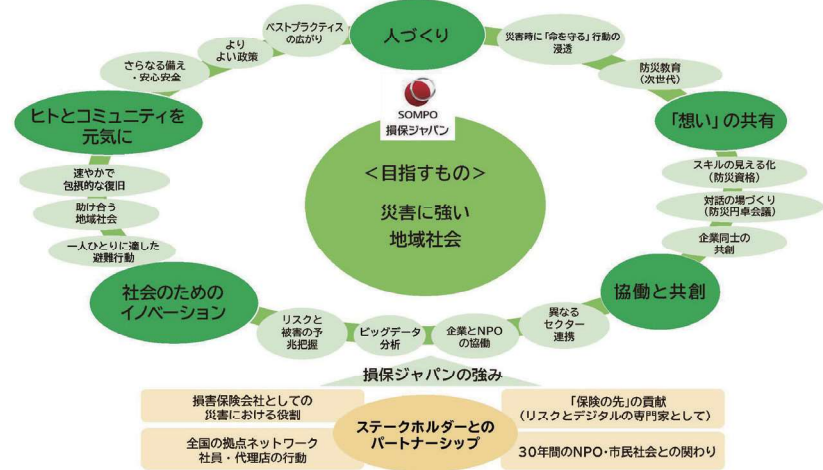 人づくり
災害時に「命を守る」行動の
浸透
防災教育
(次世代)
「想い」の共有
スキルの見える化
(防災資格)
対話の場づくり
(防災円卓会議)
企業同士の
共創
協働と共創
異なる
セクター
連携
企業とNPO
の協働
ビッグデータ
分析
リスクと
被害の予
兆把握
社会のための
イノベーション
一人ひとりに適した
避難行動
助け合う
地域社会
速やかで
包摂的な復旧
ヒトとコミュニティを
元気に
さらなる備え
・安心安全
より
よい政策
ベストプラクティス
の広がり
SOMPO
損保ジャパン
<目指すもの>
災害に強い
地域社会
損保ジャパンの強み
損害保険会社としての
災害における役割
「保険の先」の貢献
(リスクとデジタルの専門家として)
ステークホルダーとの
パートナーシップ
全国の拠点ネットワーク
社員・代理店の行動
30年間のNPO・市民社会との関わり